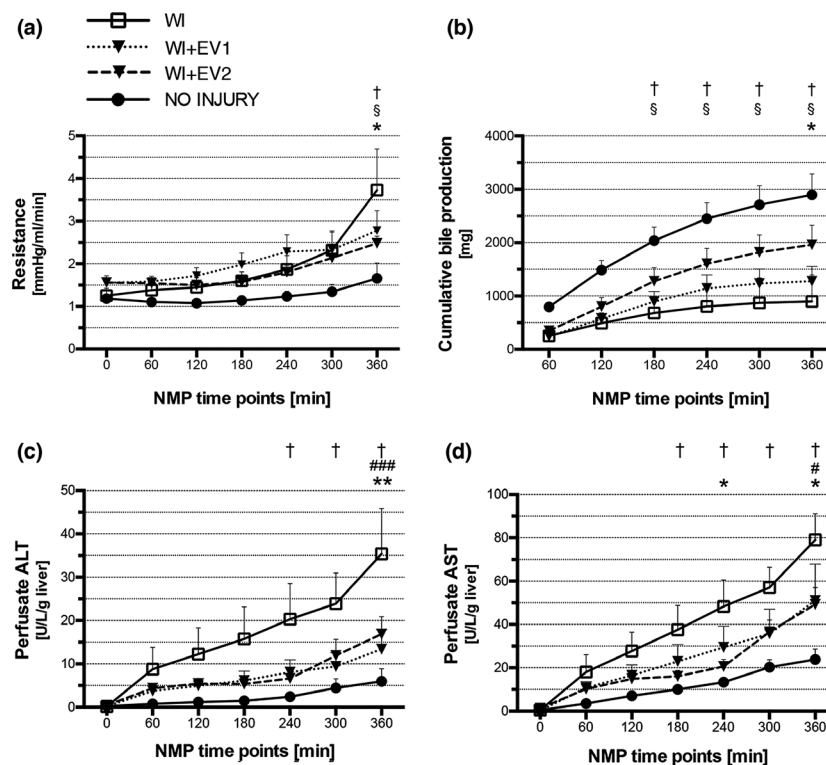 (a)
WI
WI+EV1
WI+EV2
NO INJURY
†
§
*
5
4
3
2
1
0
Resistance
[mmHg/ml/min]
0 60 120 180 240 300 360
NMP time points [min]
(b)
† † † †
§ § § §
*
4000
3000
2000
1000
0
Cumulative bile production
[mg]
60 120 180 240 300 360
NMP time points [min]
(c)
† † †
###
**
50
40
30
20
10
0
Perfusate ALT
[U/L/g liver]
0 60 120 180 240 300 360
NMP time points [min]
(d)
† † † †
#
* *
100
80
60
40
20
0
Perfusate AST
[U/L/g liver]
0 60 120 180 240 300 360
NMP time points [min]